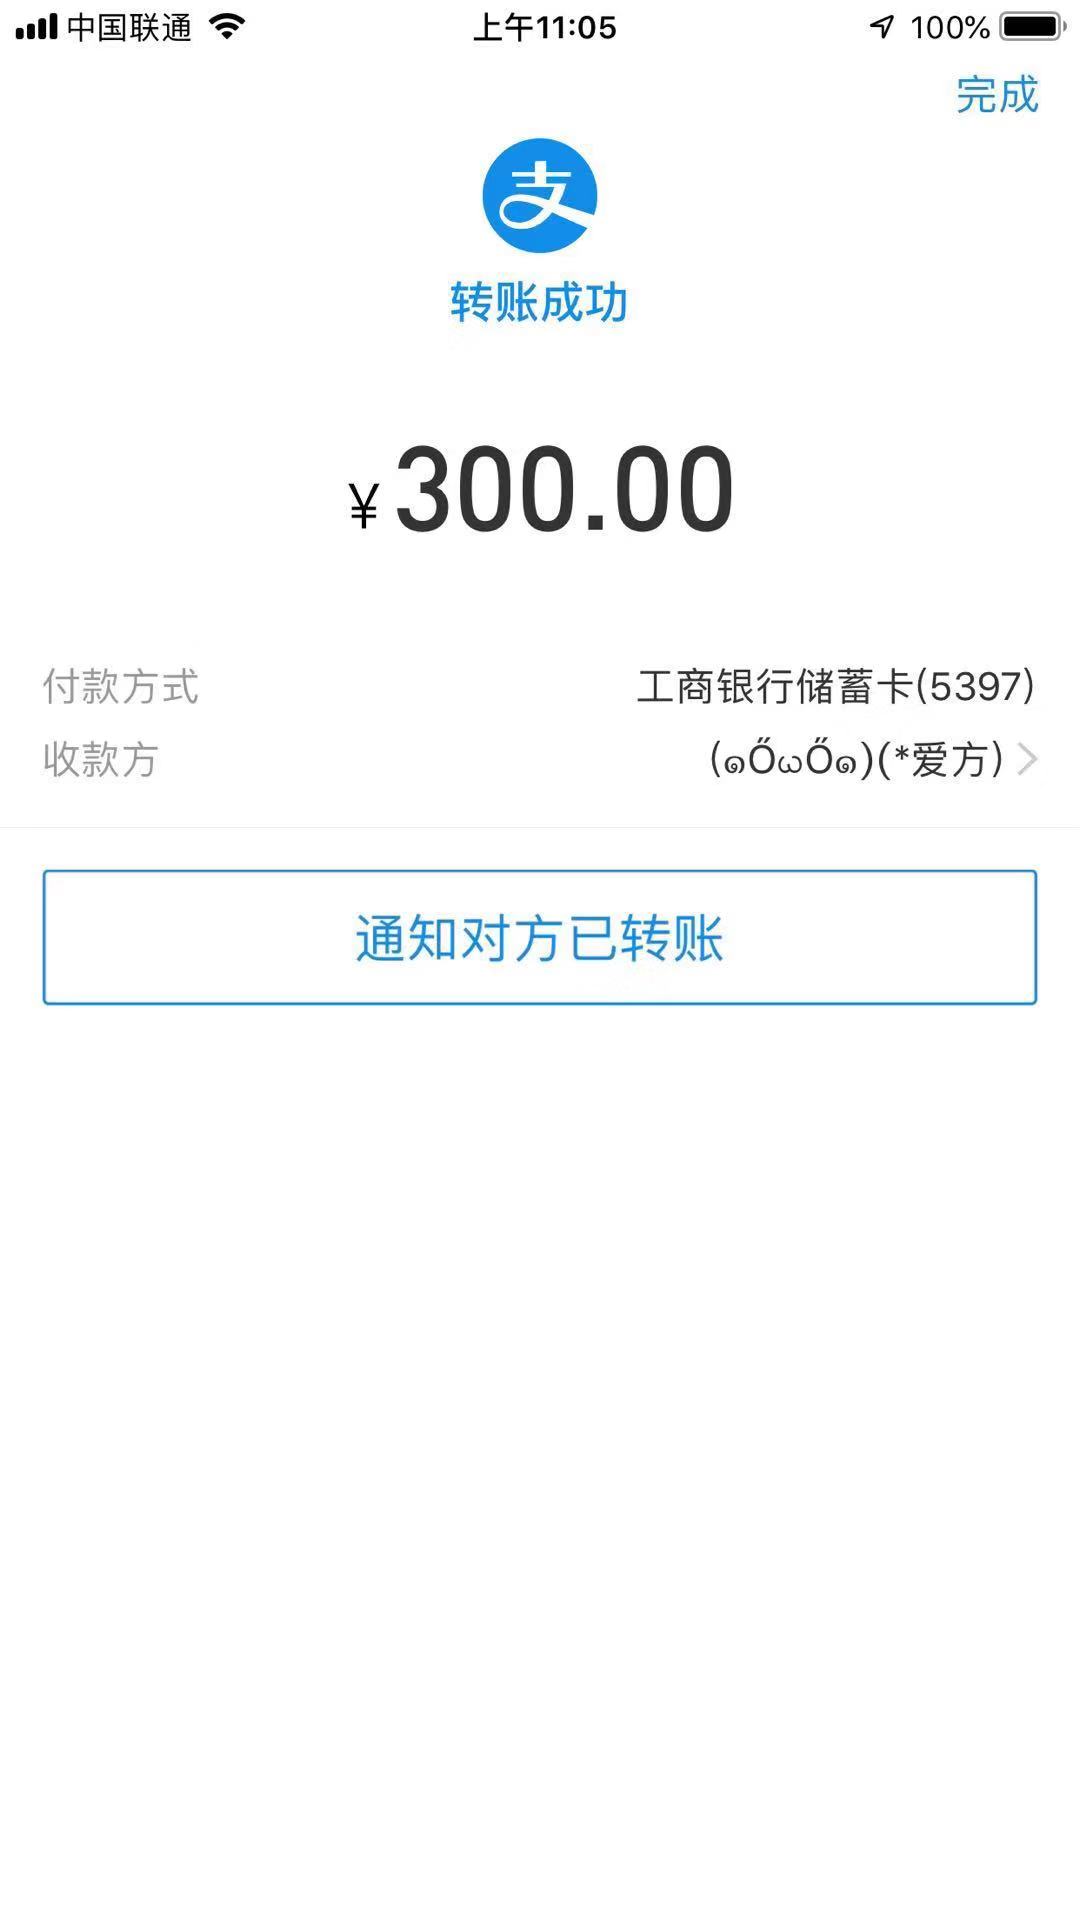 中国联通 上午11:05 100%
完成
支
转账成功
¥300.00
付款方式 工商银行储蓄卡(5397)
收款方 (๑Őω Ő๑)(*爱方)
通知对方已转账